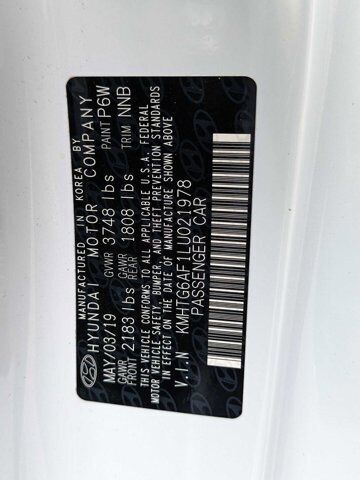 MANUFACTURED IN KOREA BY
HYUNDAI MOTOR COMPANY
MAY/03/19 GVWR 3748 lbs PAINT P6W
GAWR FRONT 2183 lbs GAWR REAR 1808 lbs TRIM NNB
THIS VEHICLE CONFORMS TO ALL APPLICABLE U.S.A. FEDERAL
MOTOR VEHICLE SAFETY, BUMPER, AND THEFT PREVENTION STANDARDS
IN EFFECT ON THE DATE OF MANUFACTURE SHOWN ABOVE
V.I.N KMHTG6AF1LU021978
PASSENGER CAR